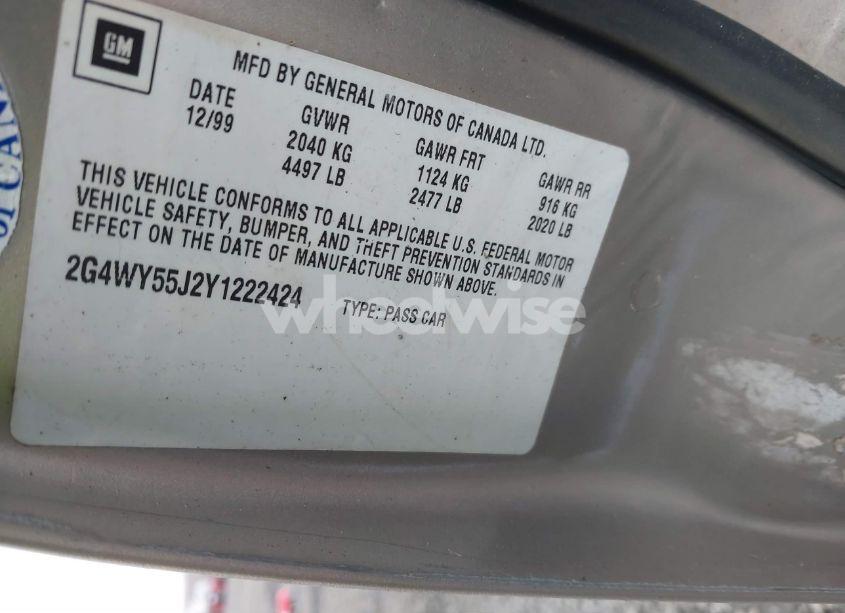 GM
MFD BY GENERAL MOTORS OF CANADA LTD.
DATE GVWR GAWR FRT GAWR RR
12/99 2040 KG 1124 KG 916 KG
4497 LB 2477 LB 2020 LB
THIS VEHICLE CONFORMS TO ALL APPLICABLE U.S. FEDERAL MOTOR
VEHICLE SAFETY, BUMPER, AND THEFT PREVENTION STANDARDS IN
EFFECT ON THE DATE OF MANUFACTURE SHOWN ABOVE.
2G4WY55J2Y1222424 TYPE: PASS CAR
wheelwise
of CAN